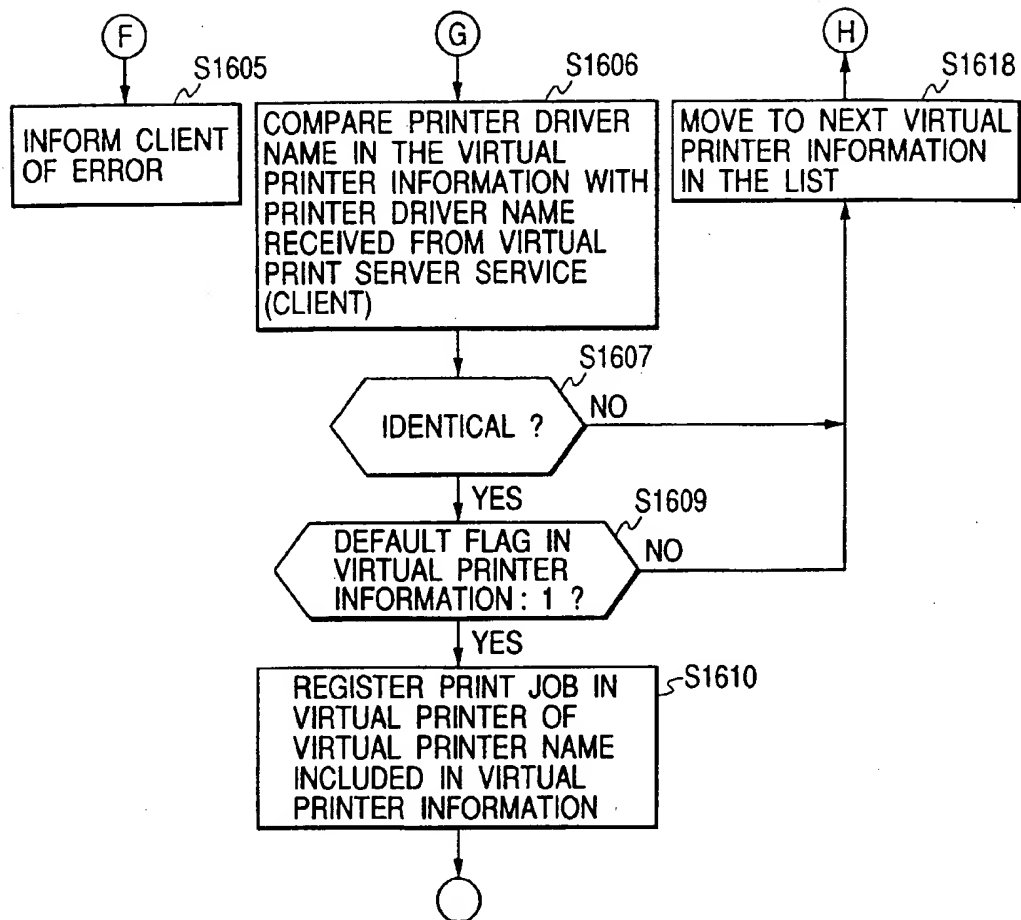 F
S1605
INFORM CLIENT
OF ERROR
G
S1606
COMPARE PRINTER DRIVER
NAME IN THE VIRTUAL
PRINTER INFORMATION WITH
PRINTER DRIVER NAME
RECEIVED FROM VIRTUAL
PRINT SERVER SERVICE
(CLIENT)
H
S1618
MOVE TO NEXT VIRTUAL
PRINTER INFORMATION
IN THE LIST
S1607
IDENTICAL ?
NO
YES
S1609
DEFAULT FLAG IN
VIRTUAL PRINTER
INFORMATION : 1 ?
NO
YES
S1610
REGISTER PRINT JOB IN
VIRTUAL PRINTER OF
VIRTUAL PRINTER NAME
INCLUDED IN VIRTUAL
PRINTER INFORMATION